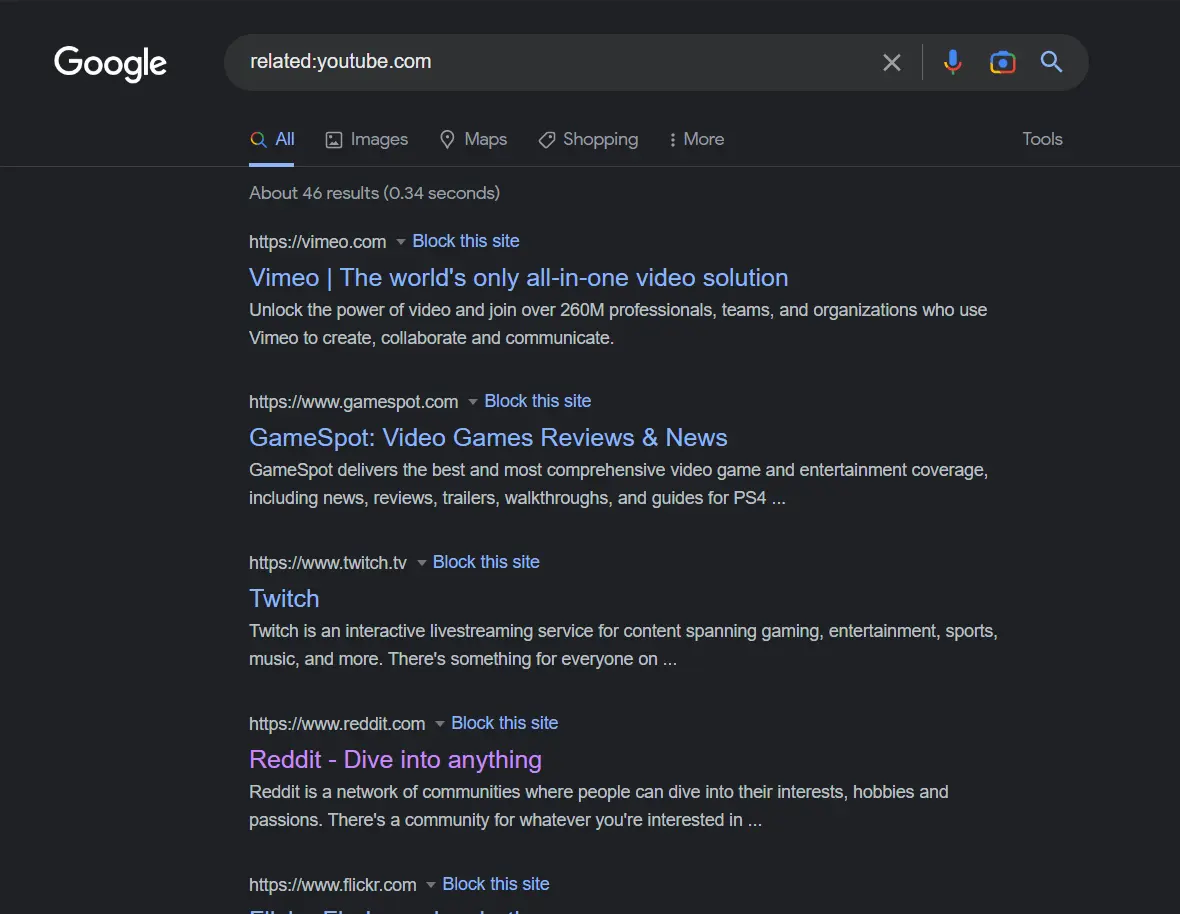 Google
related:youtube.com
All Images Maps Shopping More Tools
About 46 results (0.34 seconds)
https://vimeo.com Block this site
Vimeo | The world's only all-in-one video solution
Unlock the power of video and join over 260M professionals, teams, and organizations who use
Vimeo to create, collaborate and communicate.
https://www.gamespot.com Block this site
GameSpot: Video Games Reviews & News
GameSpot delivers the best and most comprehensive video game and entertainment coverage,
including news, reviews, trailers, walkthroughs, and guides for PS4 ...
https://www.twitch.tv Block this site
Twitch
Twitch is an interactive livestreaming service for content spanning gaming, entertainment, sports,
music, and more. There's something for everyone on ...
https://www.reddit.com Block this site
Reddit - Dive into anything
Reddit is a network of communities where people can dive into their interests, hobbies and
passions. There's a community for whatever you're interested in ...
https://www.flickr.com Block this site